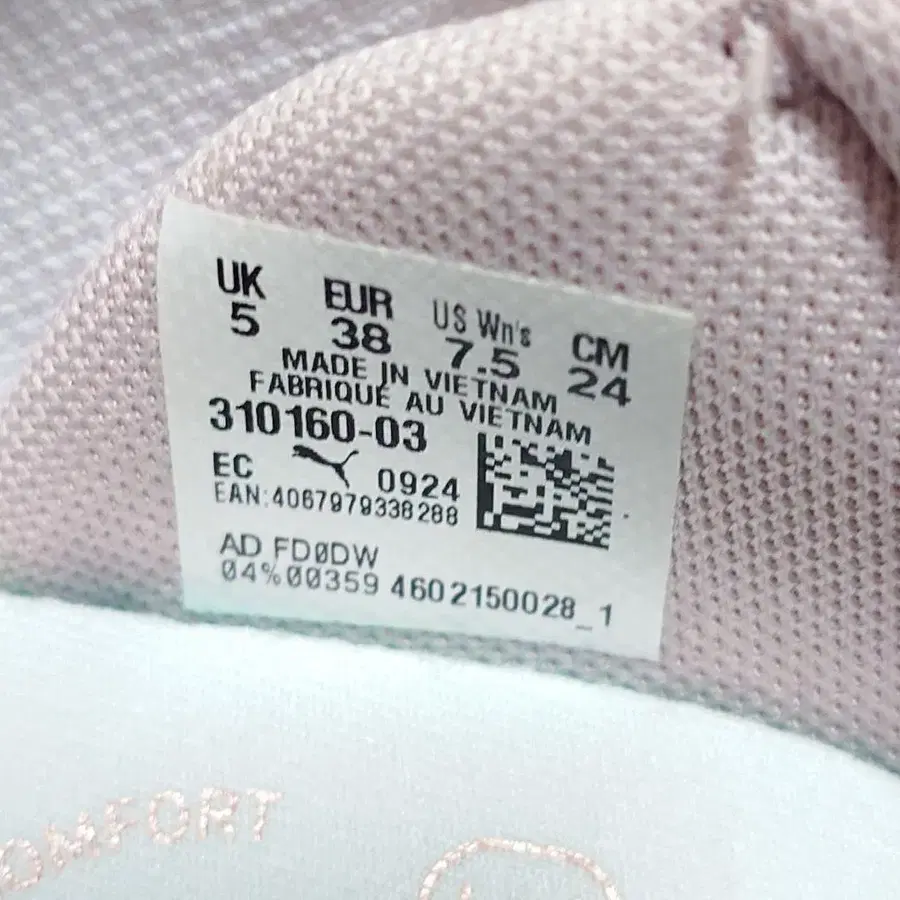 UK EUR US Wn's CM
5 38 7.5 24
MADE IN VIETNAM
FABRIQUÉ AU VIETNAM
310160-03
EC 0924
EAN:4067979338288
AD FD0DW
04%00359 4602150028_1
OMFORT